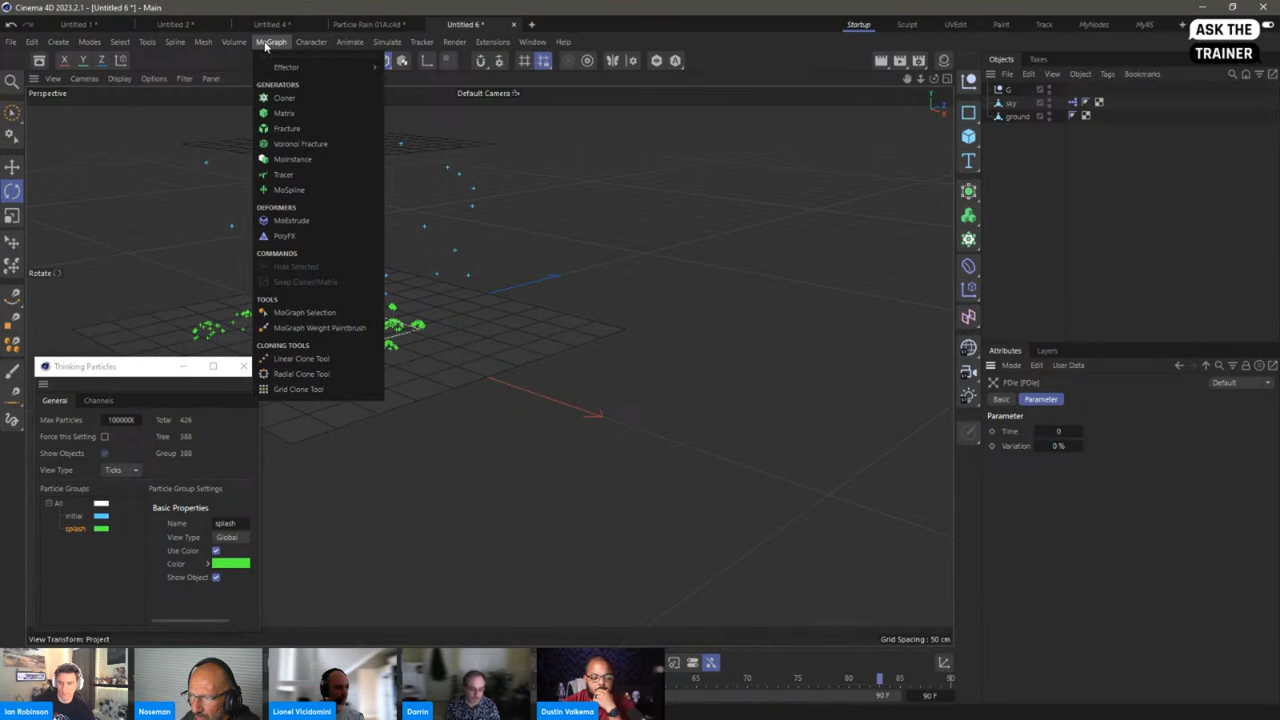 Cinema 4D 2023.2.1 - [Untitled 6 *] - Main
Untitled 1 *
Untitled 2 *
Untitled 4 *
Particle Rain 01A.c4d *
Untitled 6 *
Startup
Sculpt
UVEdit
Paint
Track
MyNodes
MyRS
ASK THE
TRAINER
File Edit Create Modes Select Tools Spline Mesh Volume MoGraph Character Animate Simulate Tracker Render Extensions Window Help
X Y Z
View Cameras Display Options Filter Panel
Perspective
Default Camera
Rotate
Effector
GENERATORS
Cloner
Matrix
Fracture
Voronoi Fracture
MoInstance
Tracer
MoSpline
DEFORMERS
MoExtrude
PolyFX
COMMANDS
Hide Selected
Swap Cloner/Matrix
TOOLS
MoGraph Selection
MoGraph Weight Paintbrush
CLONING TOOLS
Linear Clone Tool
Radial Clone Tool
Grid Clone Tool
Y
Z
X
Thinking Particles
General Channels
Max Particles 100000 Total 426
Force this Setting Tree 388
Show Objects Group 388
View Type Ticks
Particle Groups Particle Group Settings
All
initial
splash
Basic Properties
Name splash
View Type Global
Use Color
Color
Show Object
View Transform: Project
Grid Spacing : 50 cm
Objects Takes
File Edit View Object Tags Bookmarks
G
sky
ground
Attributes Layers
Mode Edit User Data
PDie [PDie]
Default
Basic Parameter
Parameter
Time 0
Variation 0 %
65 70 75 80 85 90
90 F 90 F
Ian Robinson
Noseman
Lionel Vicidomini
Darrin
Dustin Valkema